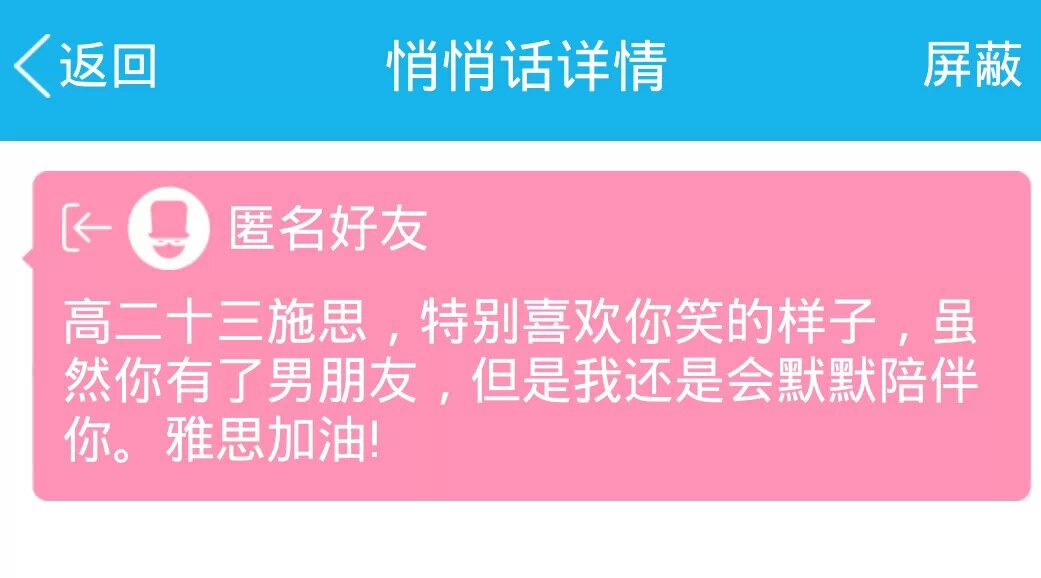 返回 悄悄话详情 屏蔽
匿名好友
高二十三施思，特别喜欢你笑的样子，虽
然你有了男朋友，但是我还是会默默陪伴
你。雅思加油!